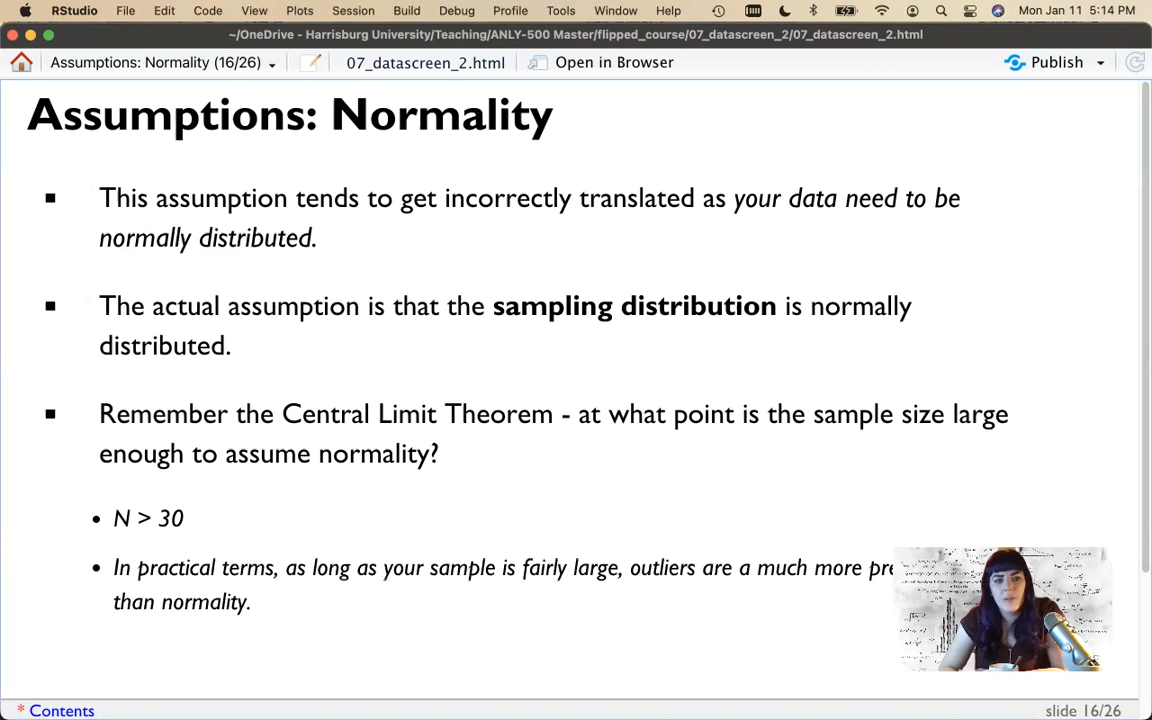 RStudio File Edit Code View Plots Session Build Debug Profile Tools Window Help Mon Jan 11 5:14 PM
~/OneDrive - Harrisburg University/Teaching/ANLY-500 Master/flipped_course/07_datascreen_2/07_datascreen_2.html
Assumptions: Normality (16/26) 07_datascreen_2.html Open in Browser Publish
Assumptions: Normality
This assumption tends to get incorrectly translated as your data need to be
normally distributed.
The actual assumption is that the sampling distribution is normally
distributed.
Remember the Central Limit Theorem - at what point is the sample size large
enough to assume normality?
N > 30
In practical terms, as long as your sample is fairly large, outliers are a much more
than normality.
* Contents slide 16/26